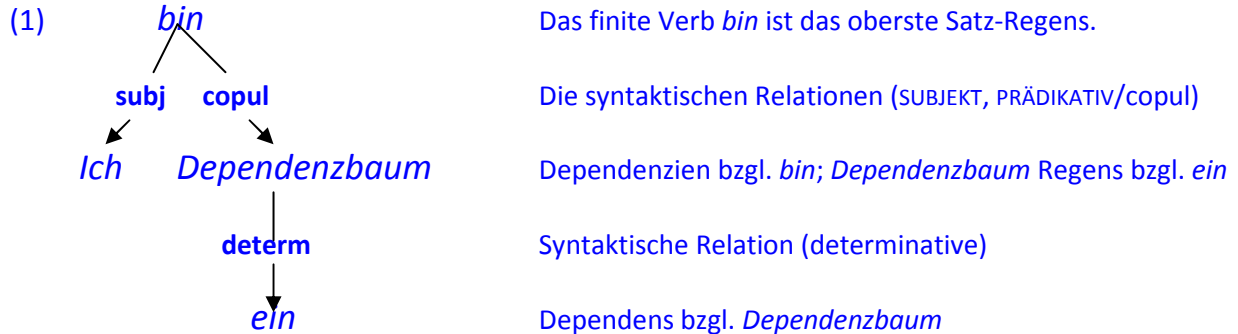 (1) bin Das finite Verb bin ist das oberste Satz-Regens.
subj copul Die syntaktischen Relationen (SUBJEKT, PRÄDIKATIV/copul)
Ich Dependenzbaum Dependenzien bzgl. bin; Dependenzbaum Regens bzgl. ein
determ Syntaktische Relation (determinative)
ein Dependens bzgl. Dependenzbaum